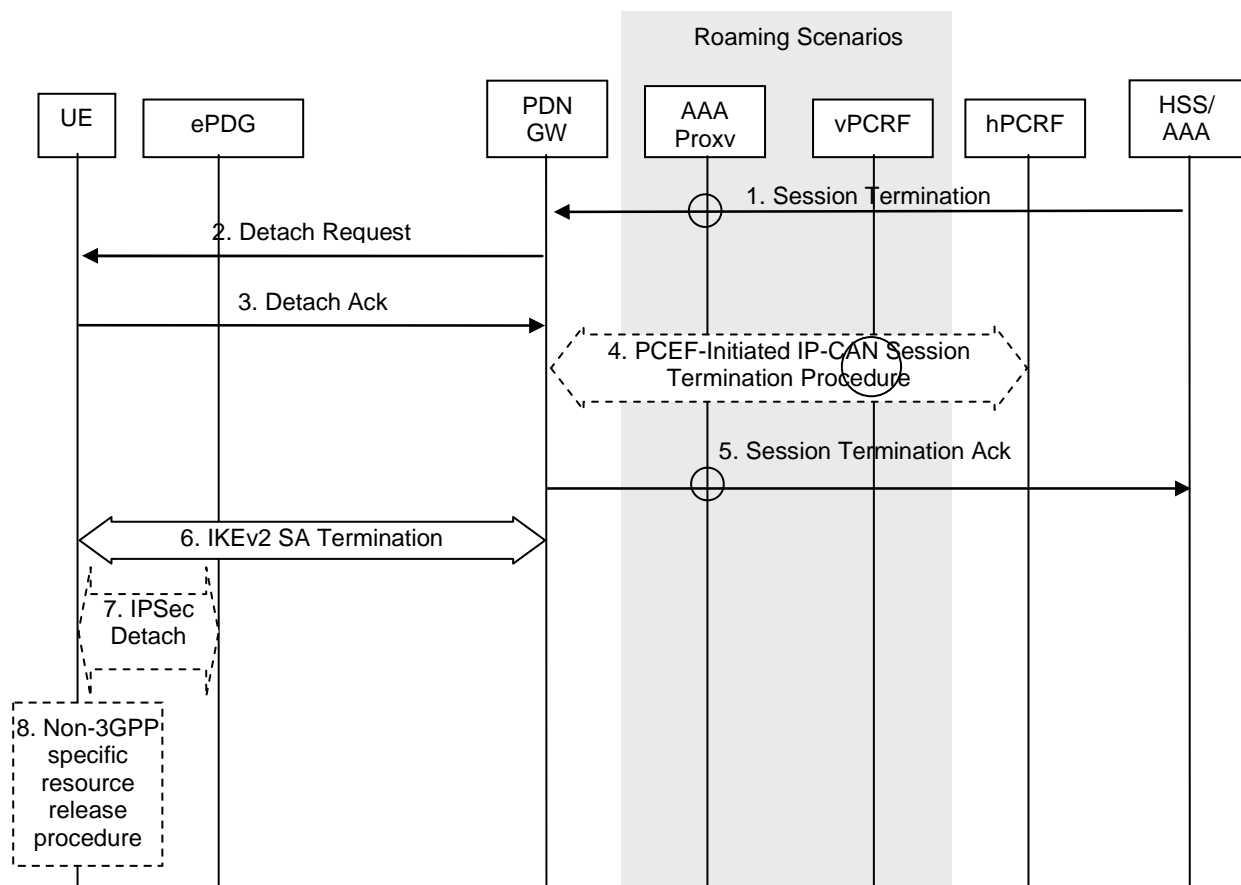 Roaming Scenarios
UE
ePDG
PDN
GW
AAA
Proxy
vPCRF
hPCRF
HSS/
AAA
1. Session Termination
2. Detach Request
3. Detach Ack
4. PCEF-Initiated IP-CAN Session
Termination Procedure
5. Session Termination Ack
6. IKEv2 SA Termination
7. IPSec
Detach
8. Non-3GPP
specific
resource
release
procedure